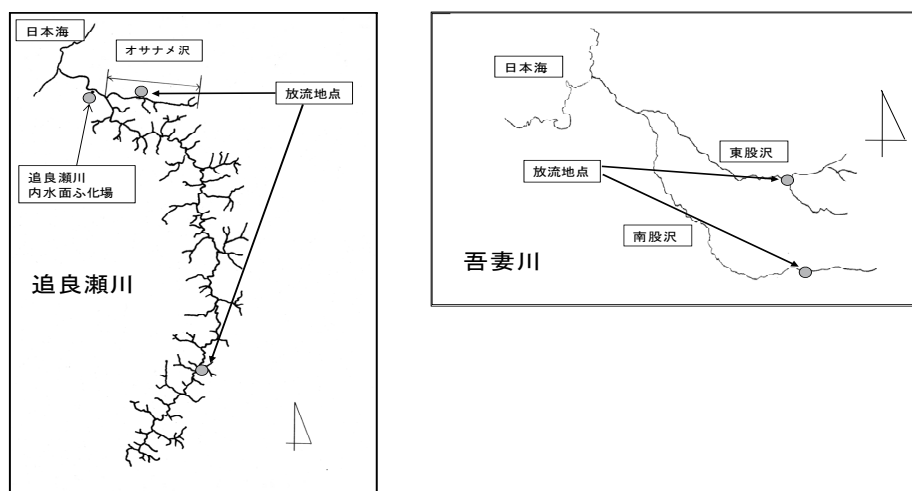 日本海
オサナメ沢
放流地点
追良瀬川
内水面ふ化場
追良瀬川
日本海
東股沢
放流地点
南股沢
吾妻川